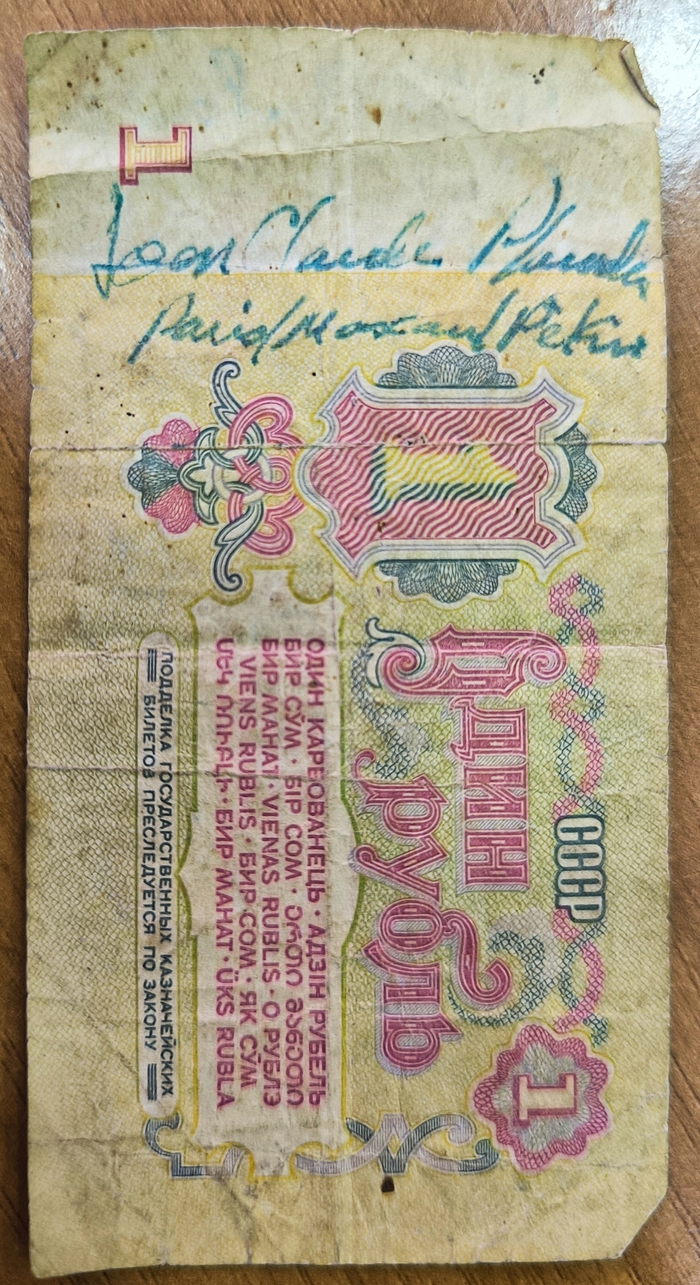 1
Jean Claude
Paris/Moscou/Pékin
1
СССР
Один
рубль
1
ОДИН КАРБОВАНЕЦЬ · АДЗІН РУБЕЛЬ
БИР СЎМ · БІР СОМ · ერთი მანეთი
БИР МАНАТ · VIENAS RUBLIS · О РУБЛЭ
VIENS RUBLIS · БИР СОМ · ЯК СЎМ
ՄԵԿ ՌՈՒԲԼԻ · БИР МАНАТ · ÜKS RUBLA
ПОДДЕЛКА ГОСУДАРСТВЕННЫХ КАЗНАЧЕЙСКИХ
БИЛЕТОВ ПРЕСЛЕДУЕТСЯ ПО ЗАКОНУ